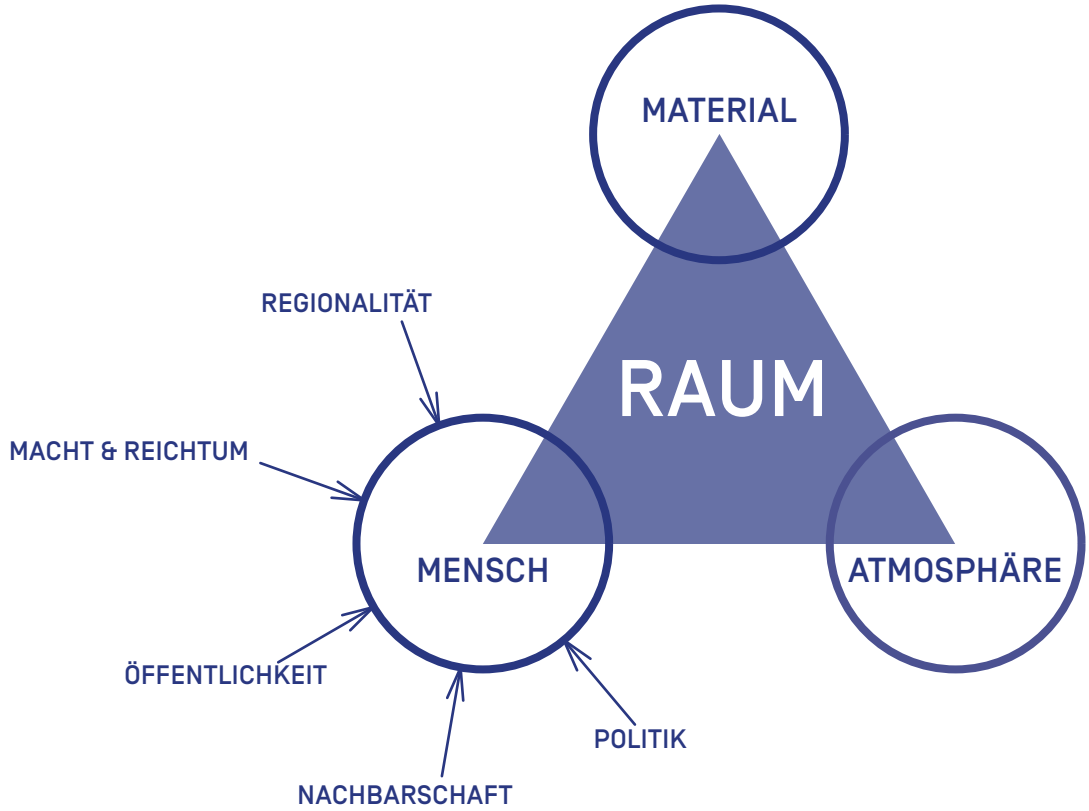 MATERIAL
REGIONALITÄT
RAUM
MACHT & REICHTUM
MENSCH
ATMOSPHÄRE
ÖFFENTLICHKEIT
POLITIK
NACHBARSCHAFT